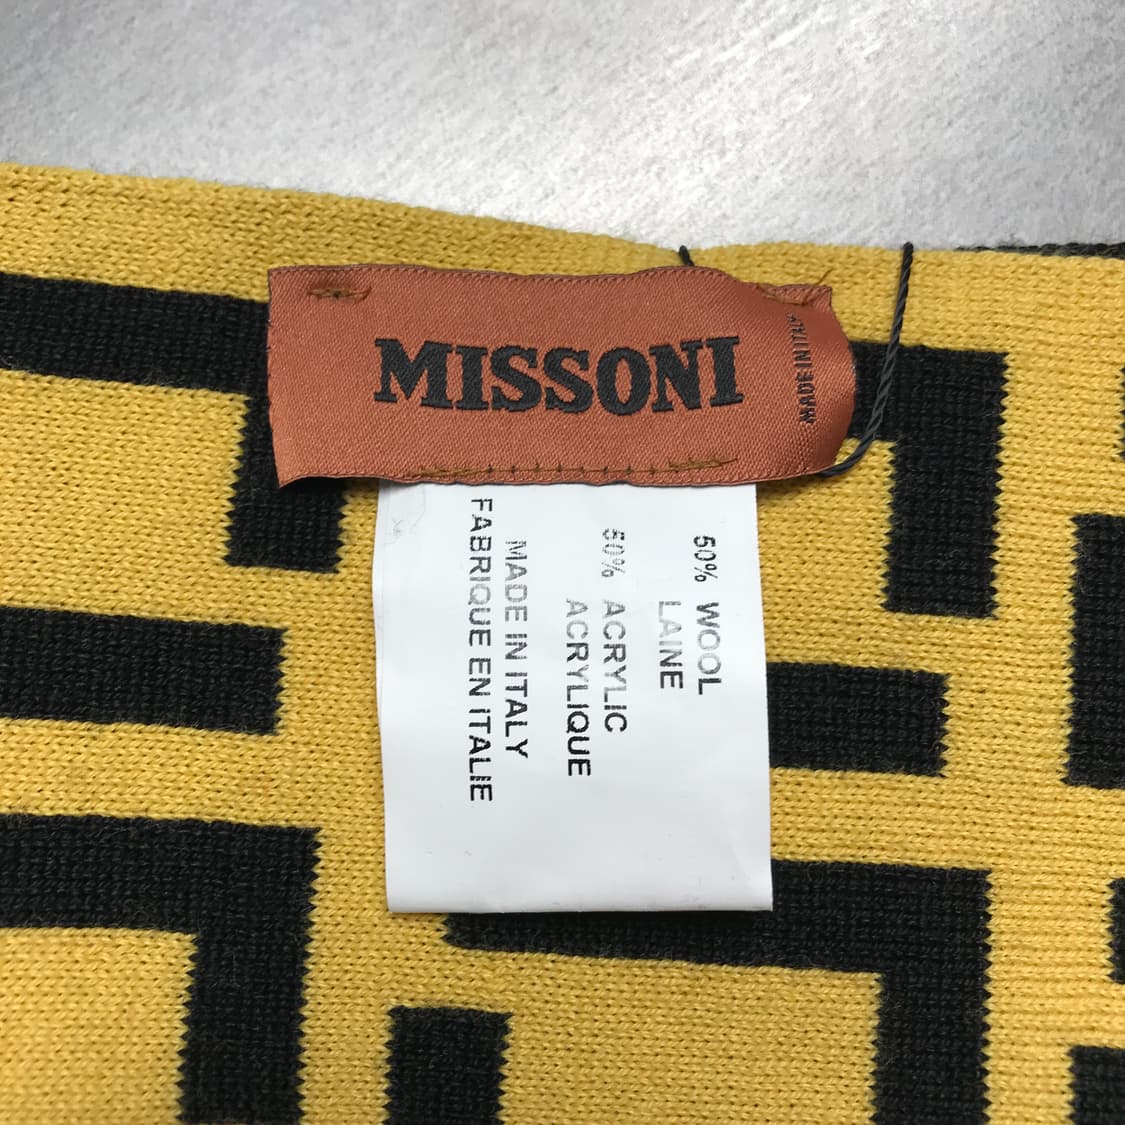 MISSONI
MADE IN ITALY
50% WOOL
LAINE
50% ACRYLIC
ACRYLIQUE
MADE IN ITALY
FABRIQUE EN ITALIE